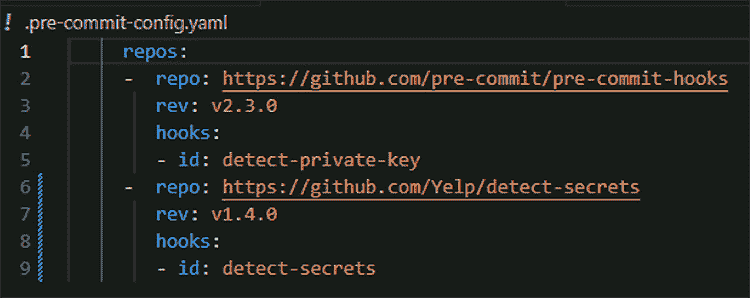 ! .pre-commit-config.yaml
1 repos:
2 - repo: https://github.com/pre-commit/pre-commit-hooks
3 rev: v2.3.0
4 hooks:
5 - id: detect-private-key
6 - repo: https://github.com/Yelp/detect-secrets
7 rev: v1.4.0
8 hooks:
9 - id: detect-secrets